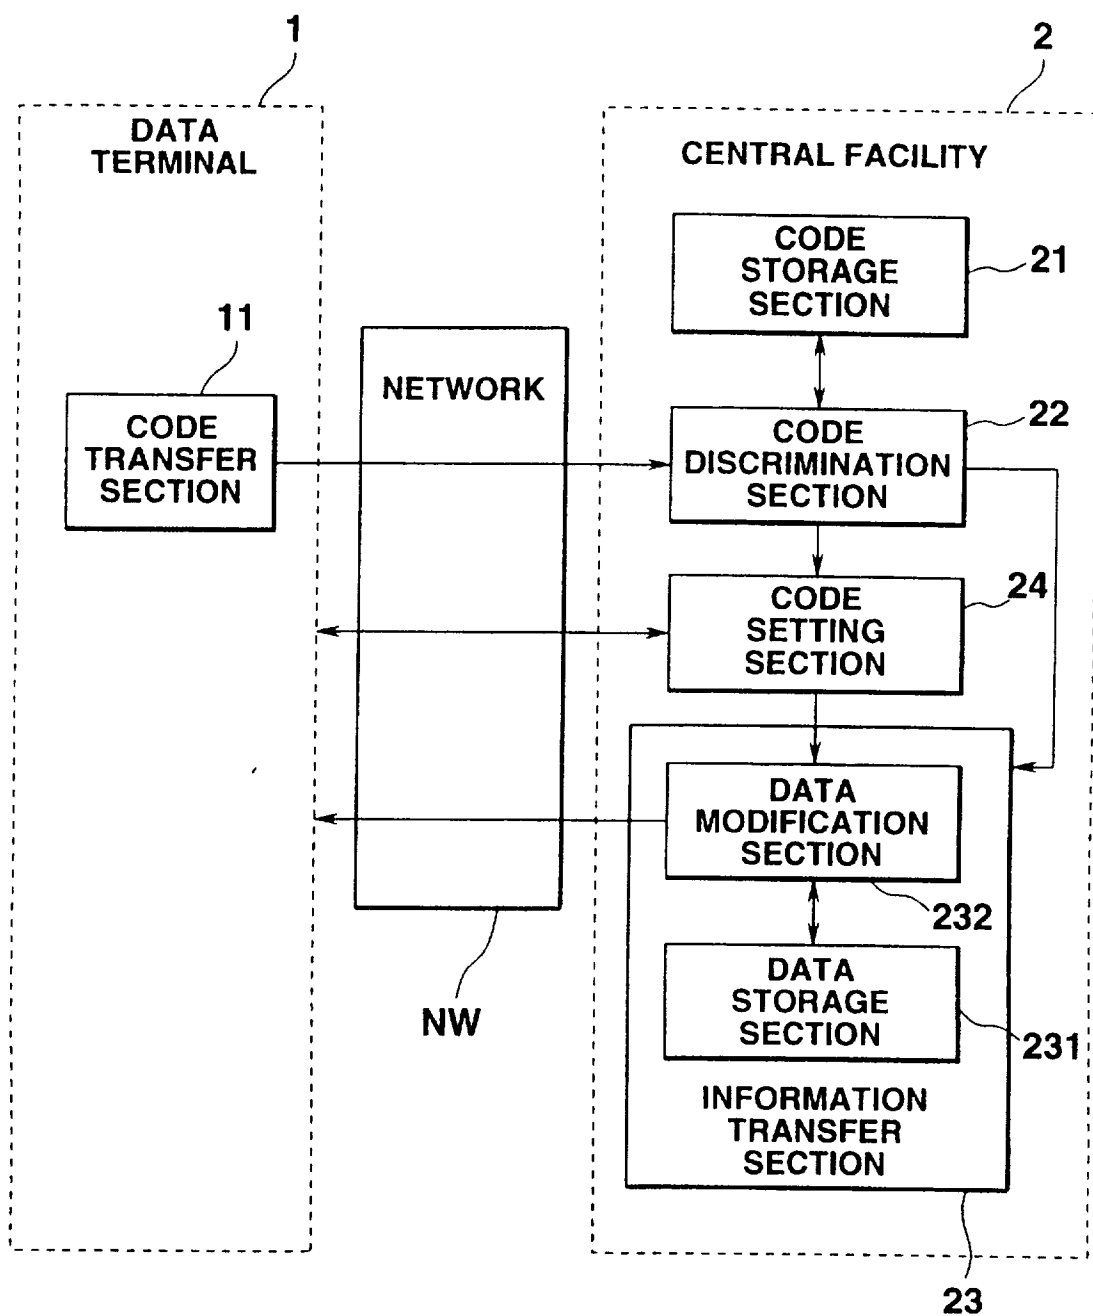 1
2
DATA
TERMINAL
CENTRAL FACILITY
CODE
STORAGE
SECTION
21
11
NETWORK
CODE
TRANSFER
SECTION
CODE
DISCRIMINATION
SECTION
22
CODE
SETTING
SECTION
24
DATA
MODIFICATION
SECTION
232
DATA
STORAGE
SECTION
231
NW
INFORMATION
TRANSFER
SECTION
23